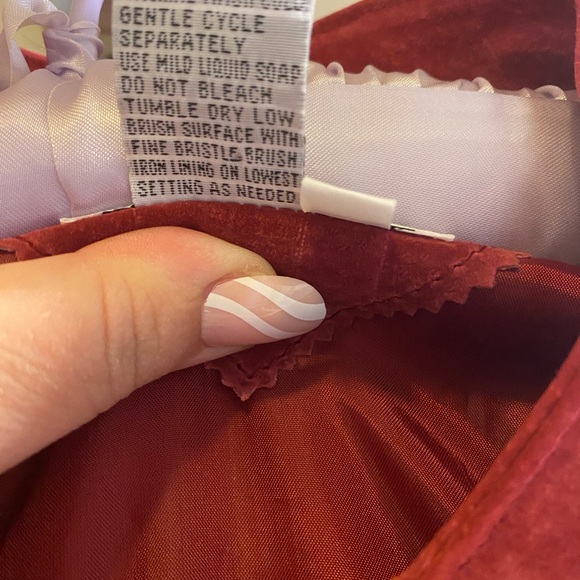 GENTLE CYCLE
SEPARATELY
USE MILD LIQUID SOAP
DO NOT BLEACH
TUMBLE DRY LOW
BRUSH SURFACE WITH
FINE BRISTLE BRUSH
IRON LINING ON LOWEST
SETTING AS NEEDED